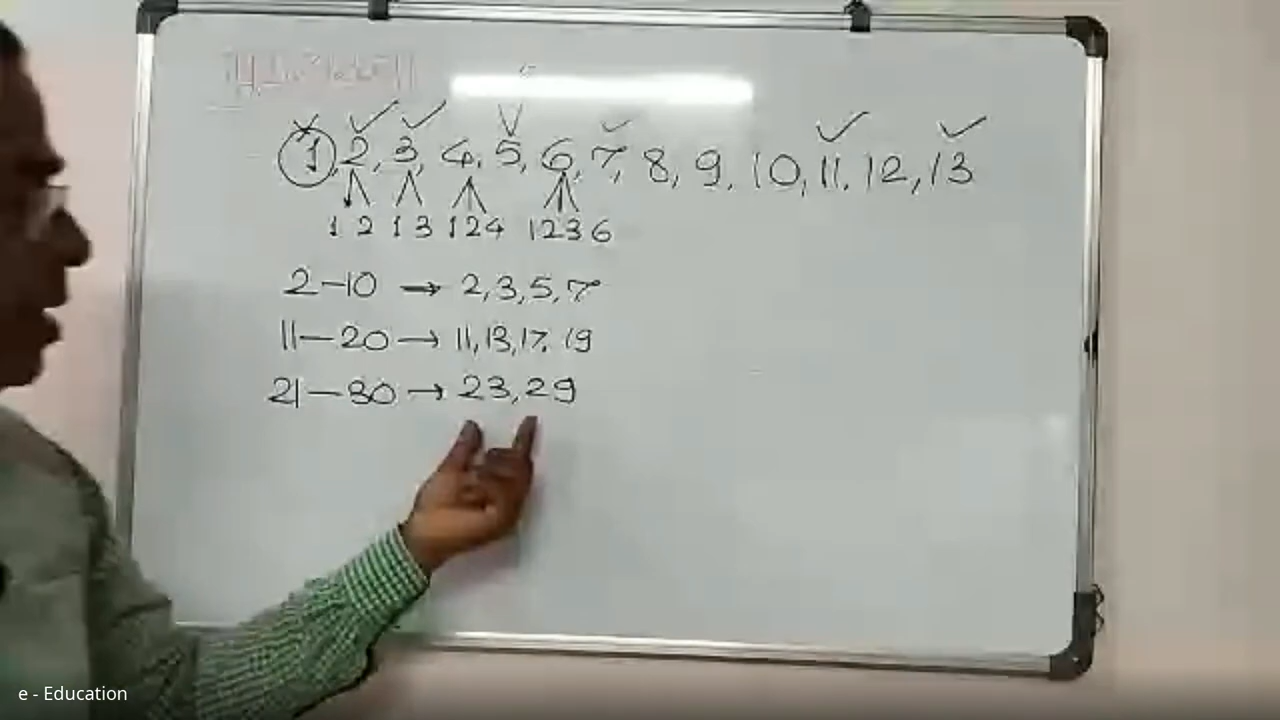 1, 2, 3, 4, 5, 6, 7, 8, 9, 10, 11, 12, 13
1 2 1 3 1 2 4 1 2 3 6
2-10 → 2, 3, 5, 7
11-20 → 11, 13, 17, 19
21-30 → 23, 29
e - Education